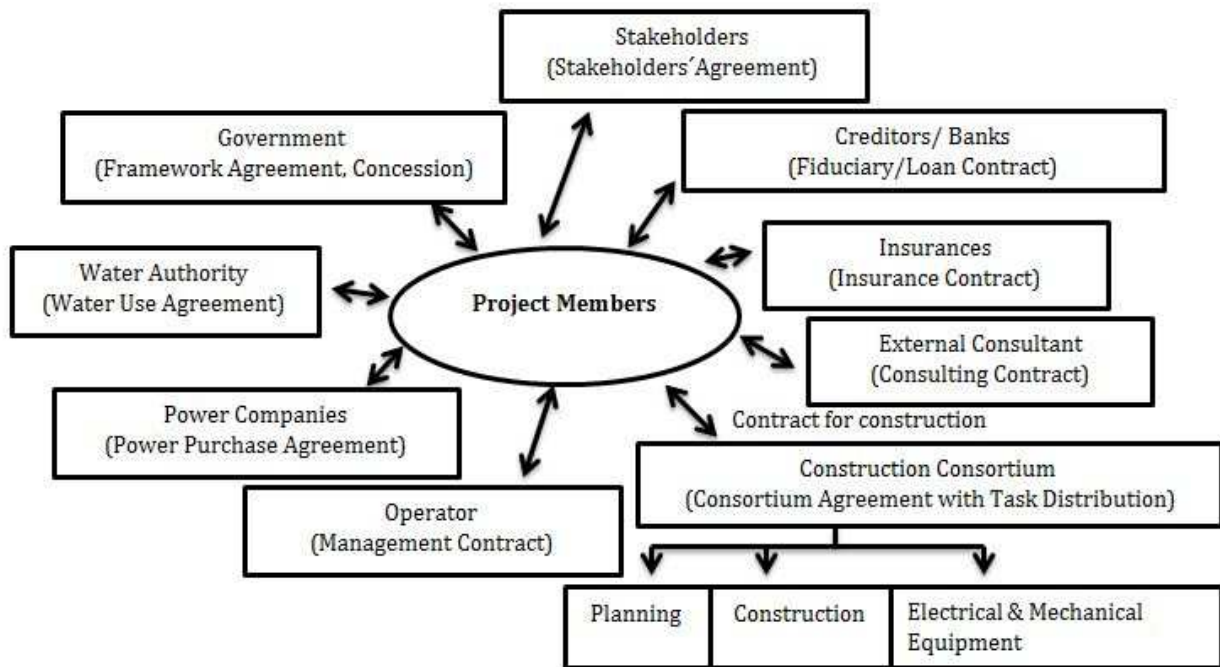 Stakeholders
(Stakeholders´Agreement)
Government
(Framework Agreement, Concession)
Creditors/ Banks
(Fiduciary/Loan Contract)
Water Authority
(Water Use Agreement)
Project Members
Insurances
(Insurance Contract)
External Consultant
(Consulting Contract)
Power Companies
(Power Purchase Agreement)
Contract for construction
Construction Consortium
(Consortium Agreement with Task Distribution)
Operator
(Management Contract)
Planning
Construction
Electrical & Mechanical
Equipment